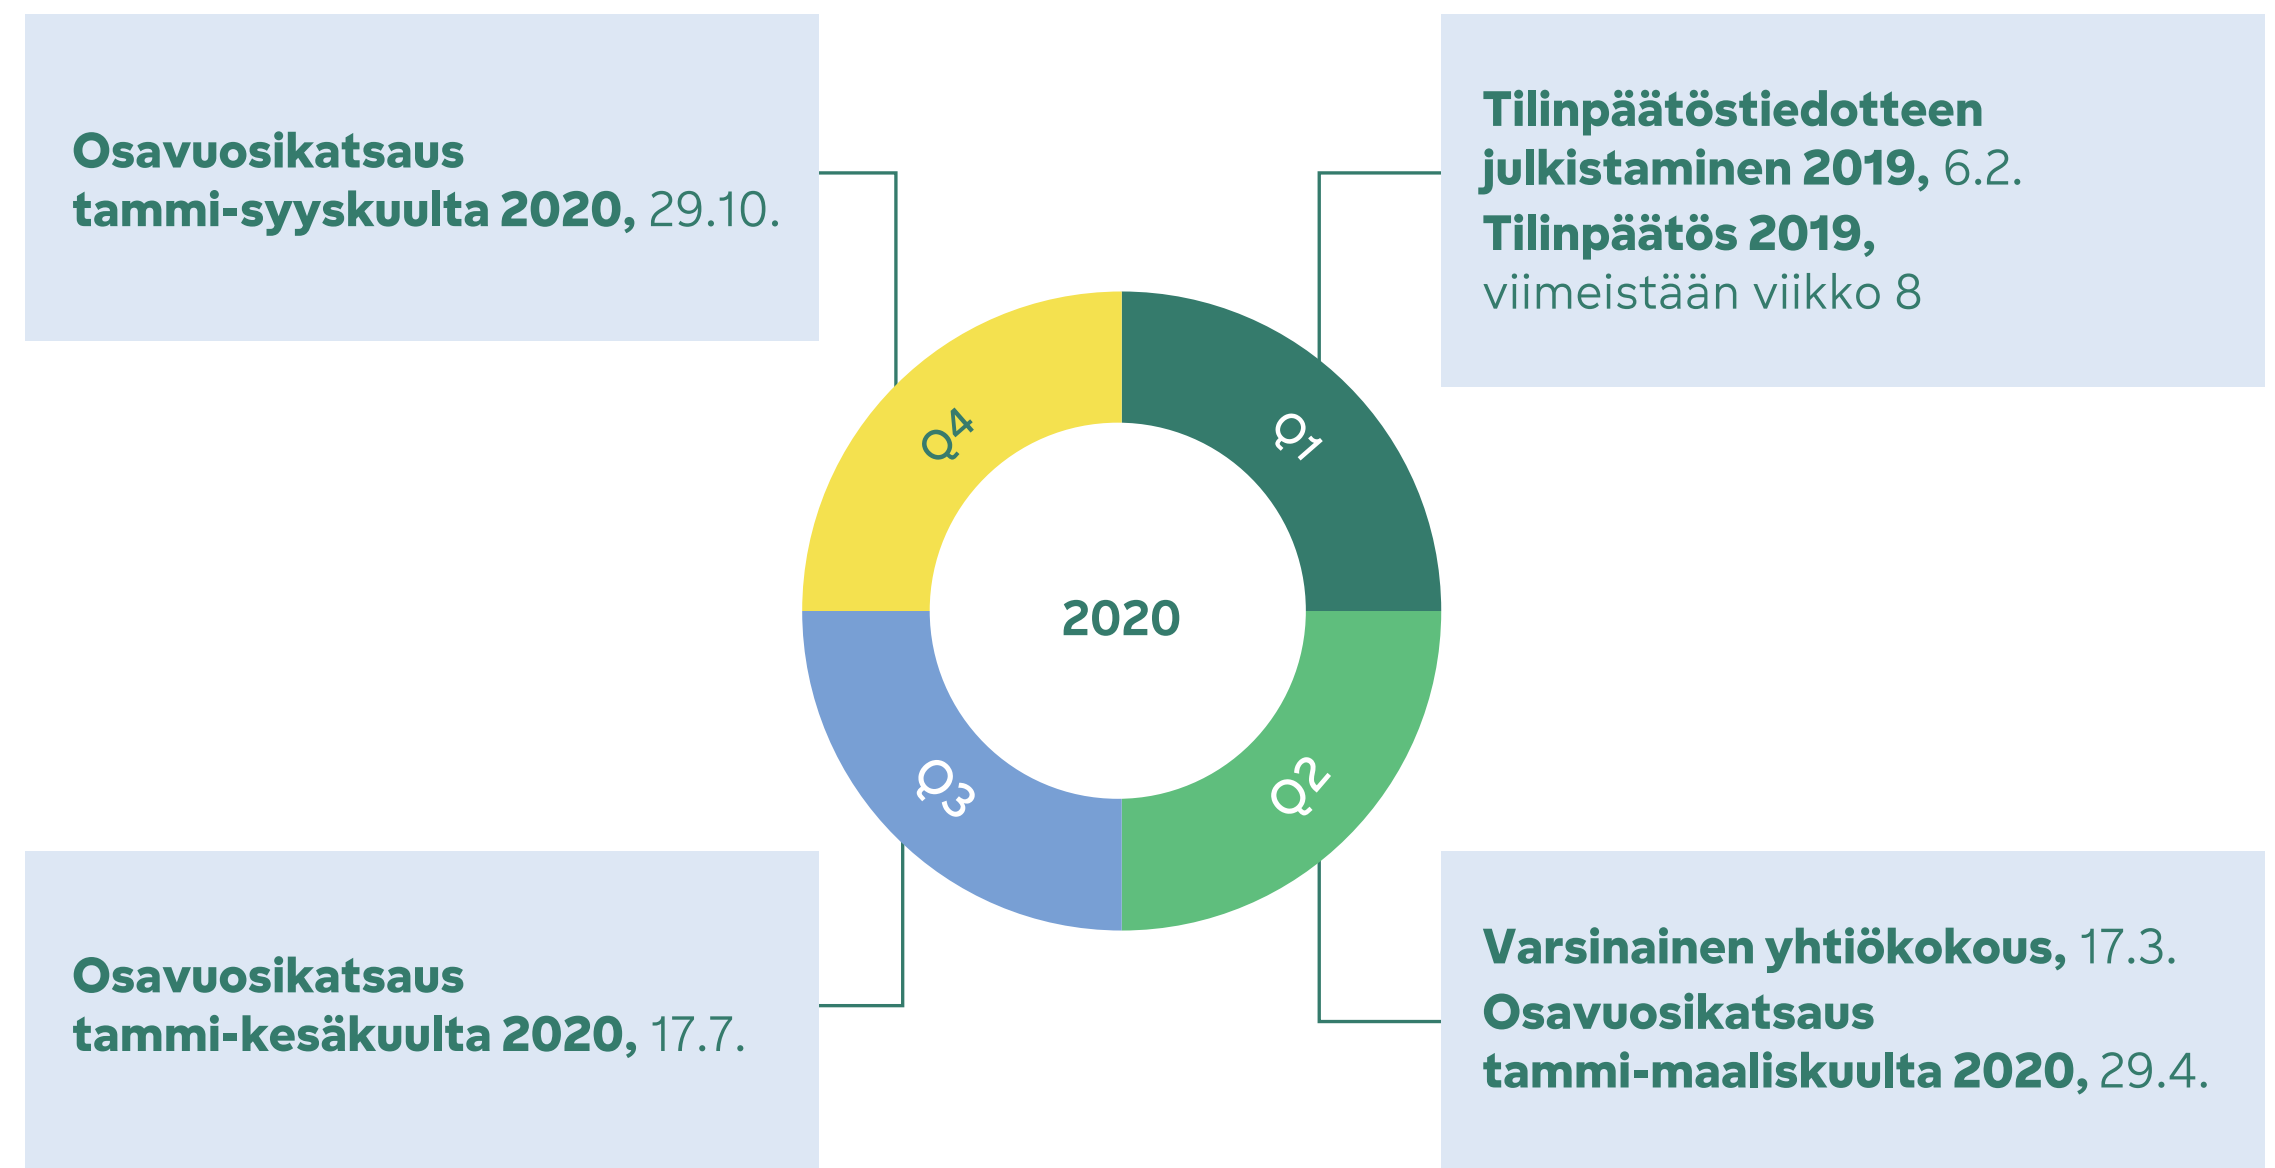 Osavuosikatsaus
tammi-syyskuulta 2020, 29.10.
Tilinpäätöstiedotteen
julkistaminen 2019, 6.2.
Tilinpäätös 2019,
viimeistään viikko 8
Q4
Q1
2020
Q3
Q2
Osavuosikatsaus
tammi-kesäkuulta 2020, 17.7.
Varsinainen yhtiökokous, 17.3.
Osavuosikatsaus
tammi-maaliskuulta 2020, 29.4.